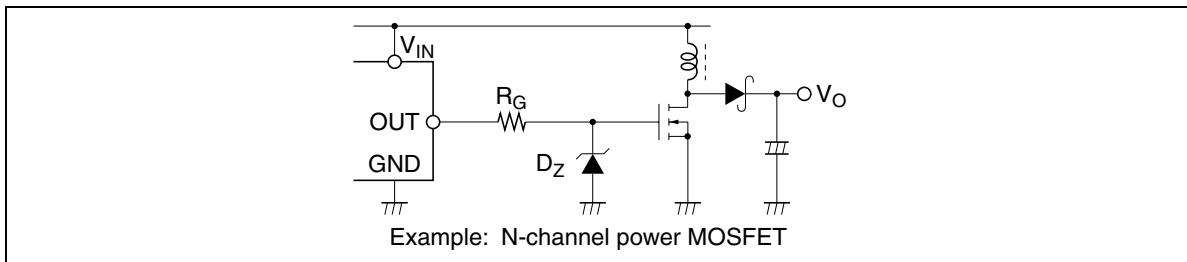 V_IN
R_G
V_O
OUT
GND
D_Z
Example: N-channel power MOSFET